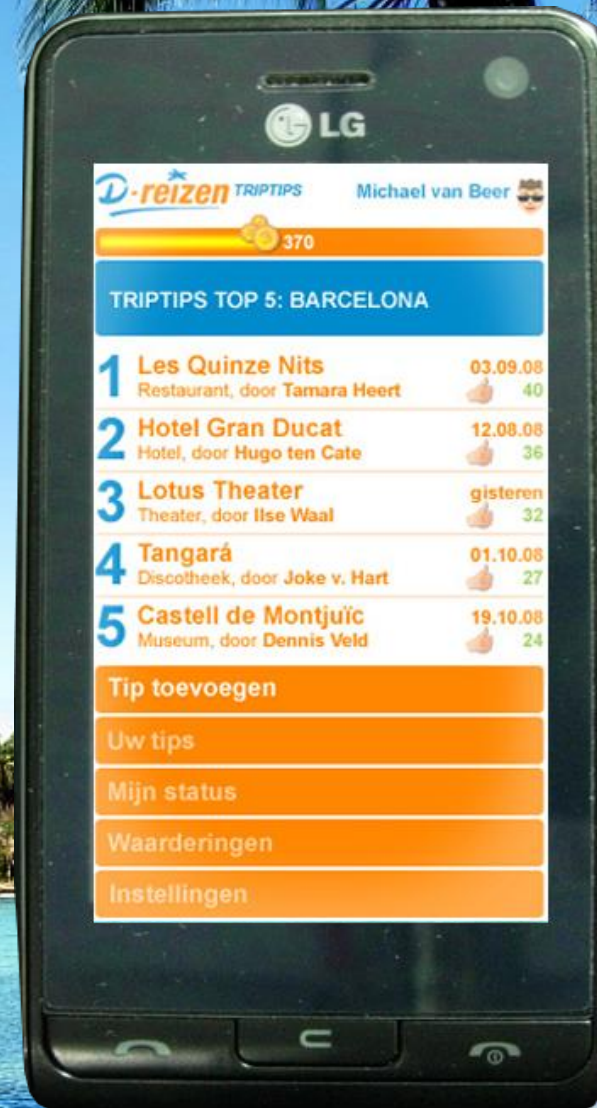 LG
D-reizen TRIPTIPS Michael van Beer
370
TRIPTIPS TOP 5: BARCELONA
1 Les Quinze Nits 03.09.08
Restaurant, door Tamara Heert 40
2 Hotel Gran Ducat 12.08.08
Hotel, door Hugo ten Cate 36
3 Lotus Theater gisteren
Theater, door Ilse Waal 32
4 Tangará 01.10.08
Discotheek, door Joke v. Hart 27
5 Castell de Montjuïc 19.10.08
Museum, door Dennis Veld 24
Tip toevoegen
Uw tips
Mijn status
Waarderingen
Instellingen